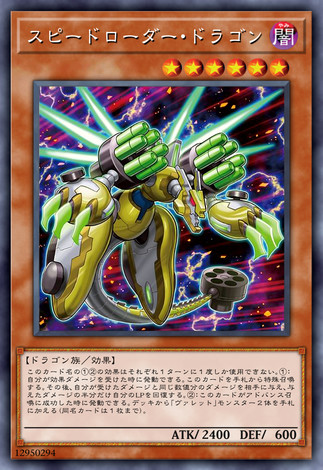 スピードローダー・ドラゴン
闇
やみ
【ドラゴン族／効果】
このカード名の①②の効果はそれぞれ１ターンに１度しか使用できない。①：
自分が効果ダメージを受けた時に発動できる。このカードを手札から特殊召喚
する。その後、自分が受けたダメージと同じ数値分のダメージを相手に与え、与
えたダメージの半分だけ自分のLPを回復する。②：このカードがアドバンス召
喚に成功した時に発動できる。デッキから「ヴァレット」モンスター２体を手札
に加える（同名カードは１枚まで）。
ATK/ 2400 DEF/ 600
12950294